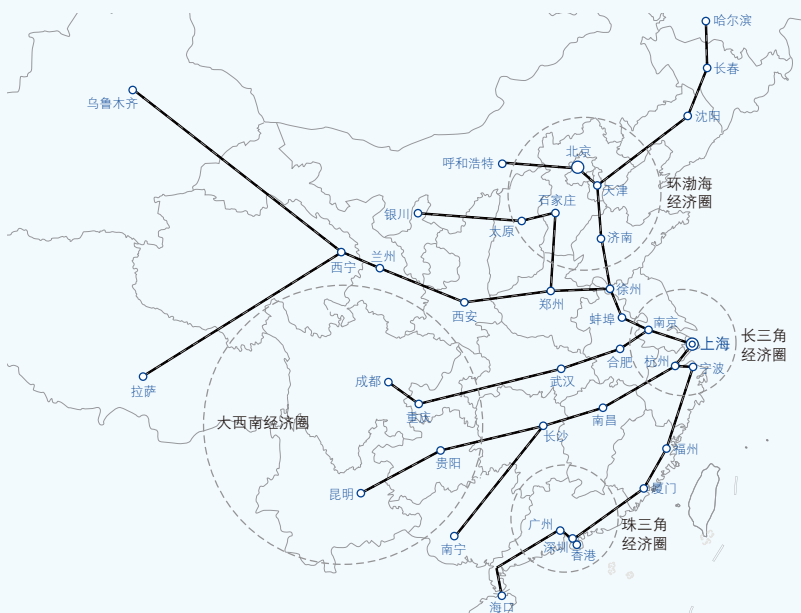 哈尔滨
长春
乌鲁木齐
沈阳
北京
呼和浩特
天津
环渤海
经济圈
石家庄
银川
太原
济南
兰州
西宁
徐州
郑州
西安
蚌埠
南京
长三角
经济圈
上海
合肥
杭州
宁波
成都
武汉
拉萨
重庆
南昌
大西南经济圈
长沙
福州
贵阳
昆明
厦门
广州
珠三角
经济圈
深圳
香港
南宁
海口